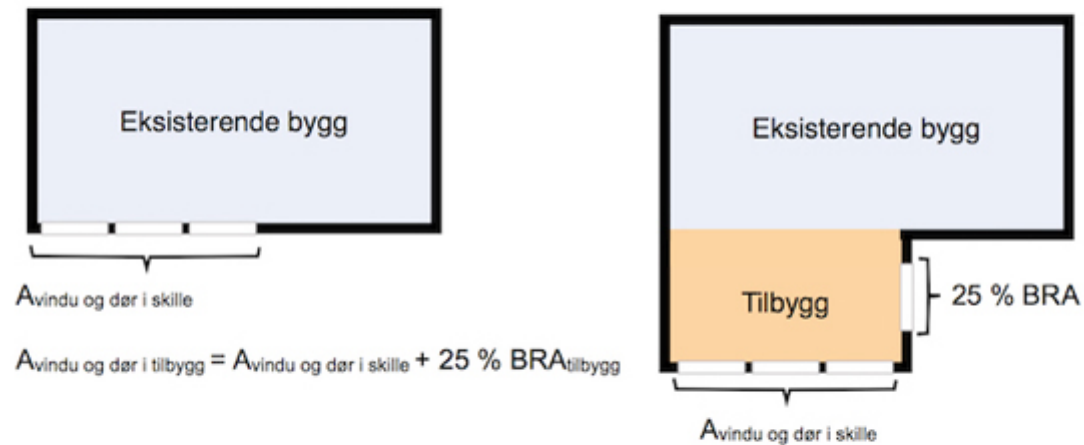 Eksisterende bygg
Avindu og dør i skille
Avindu og dør i tilbygg = Avindu og dør i skille + 25 % BRAtilbygg
Eksisterende bygg
Tilbygg
25 % BRA
Avindu og dør i skille